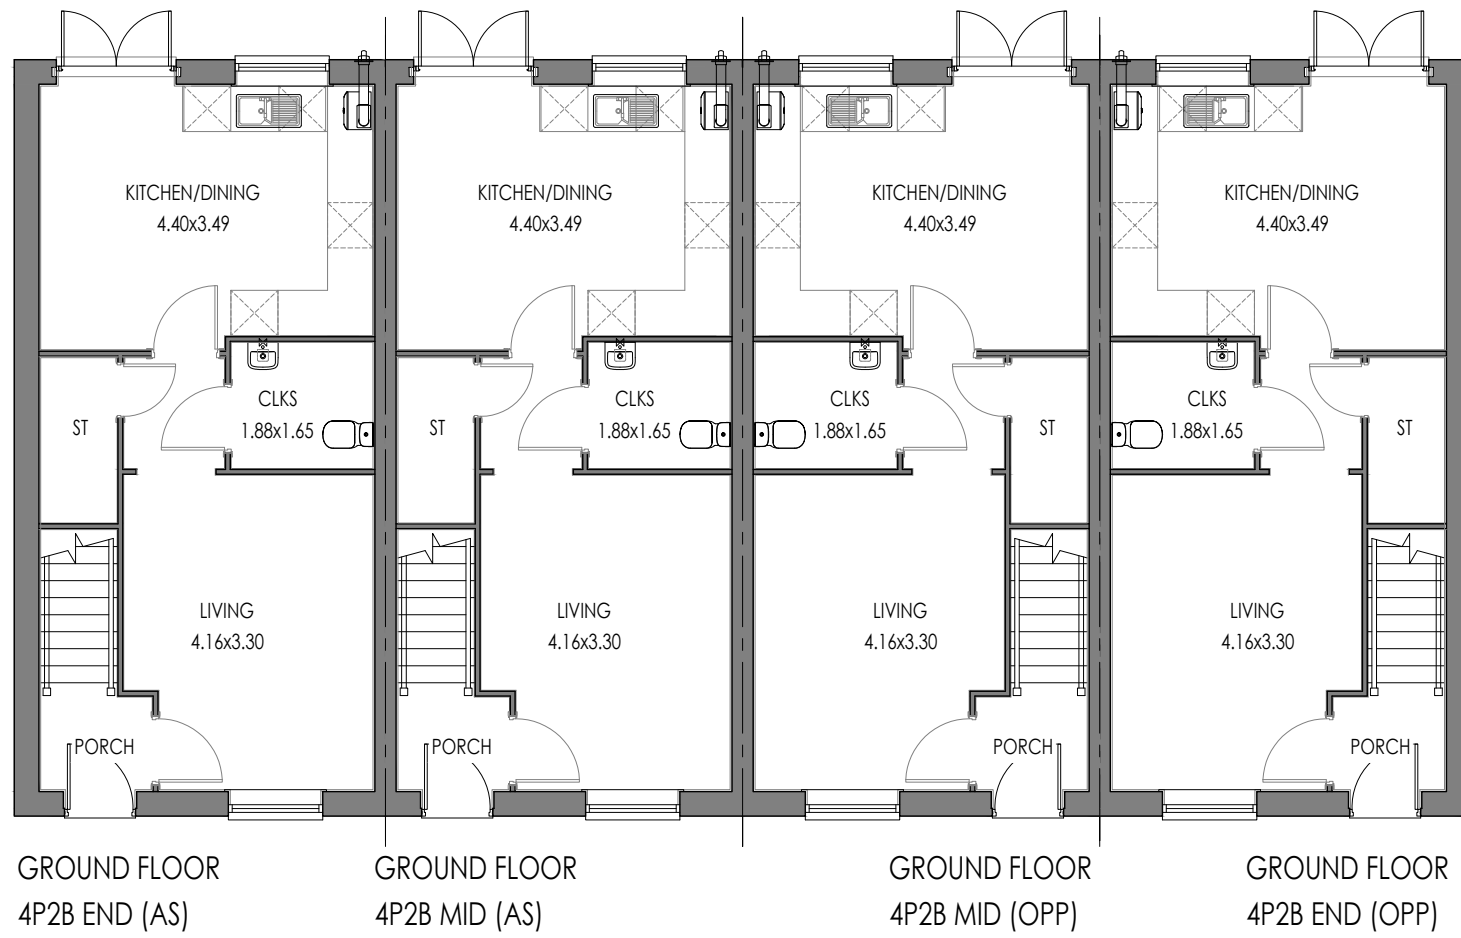 KITCHEN/DINING
4.40x3.49
KITCHEN/DINING
4.40x3.49
KITCHEN/DINING
4.40x3.49
KITCHEN/DINING
4.40x3.49
ST
CLKS
1.88x1.65
ST
CLKS
1.88x1.65
CLKS
1.88x1.65
ST
CLKS
1.88x1.65
ST
LIVING
4.16x3.30
LIVING
4.16x3.30
LIVING
4.16x3.30
LIVING
4.16x3.30
PORCH
PORCH
PORCH
PORCH
GROUND FLOOR
4P2B END (AS)
GROUND FLOOR
4P2B MID (AS)
GROUND FLOOR
4P2B MID (OPP)
GROUND FLOOR
4P2B END (OPP)